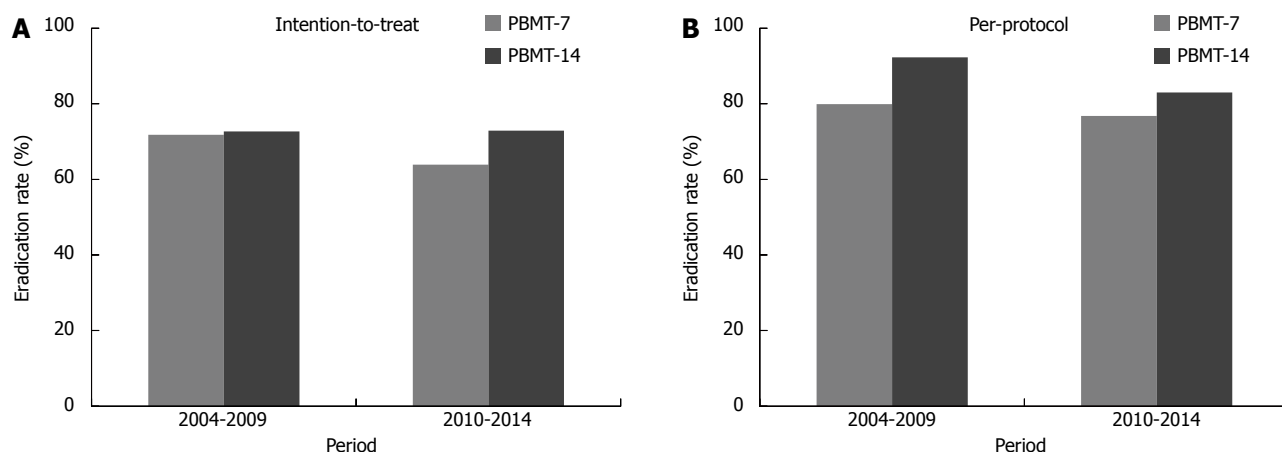 A
Intention-to-treat
PBMT-7
PBMT-14
Eradication rate (%)
100
80
60
40
20
0
2004-2009
2010-2014
Period
B
Per-protocol
PBMT-7
PBMT-14
Eradication rate (%)
100
80
60
40
20
0
2004-2009
2010-2014
Period